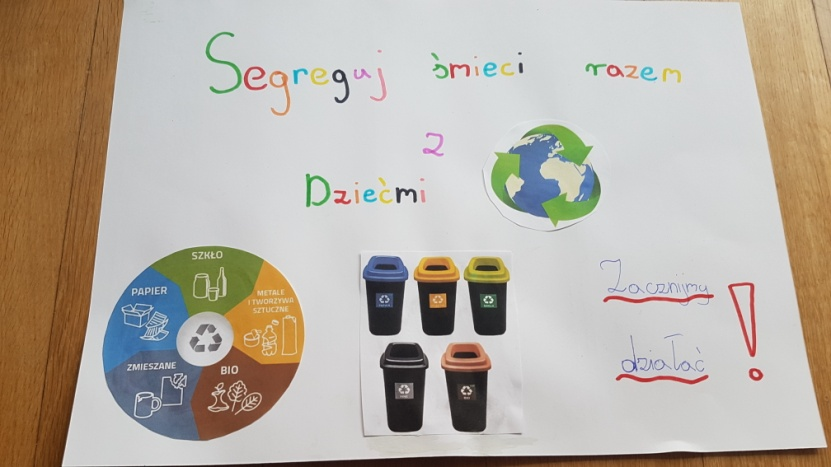 Segreguj śmieci razem
z
Dziećmi
SZKŁO
PAPIER
METALE
I TWORZYWA
SZTUCZNE
ZMIESZANE
BIO
Zacznijmy
działać !